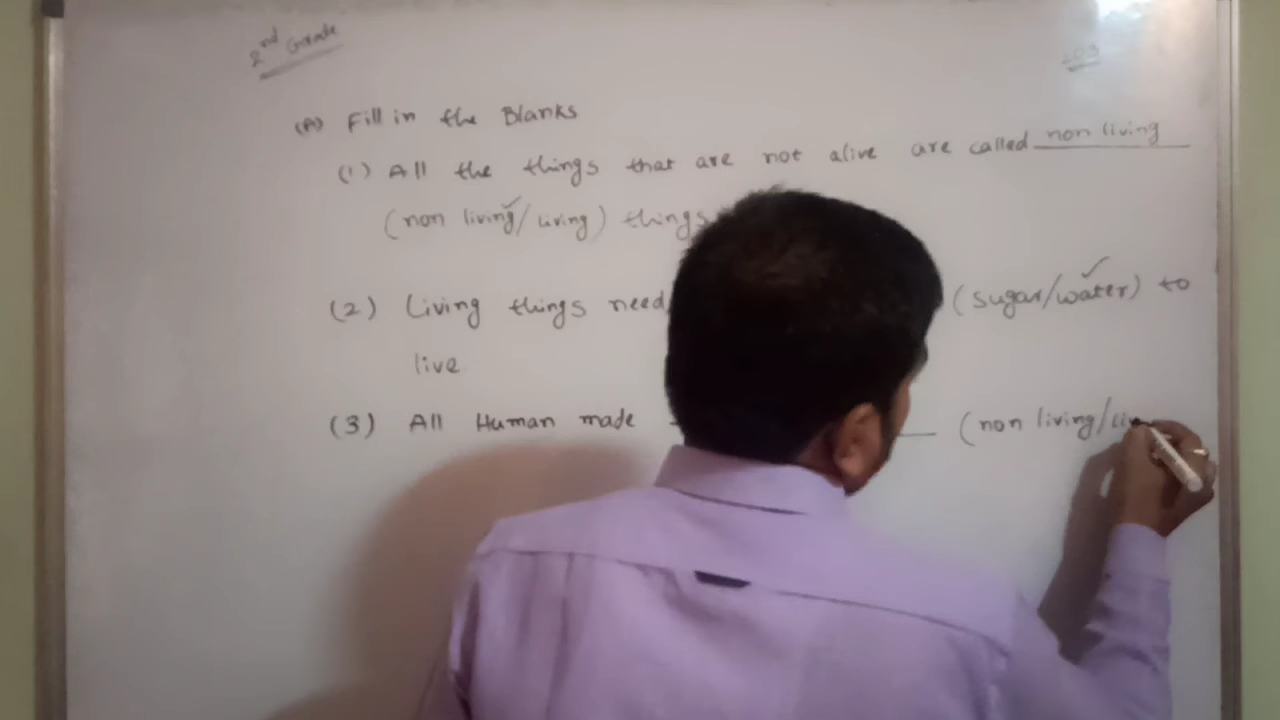 2nd Grade
(A) Fill in the Blanks
(1) All the things that are not alive are called non living
(non living/living) things
(2) Living things need (sugar/water) to
live
(3) All Human made (non living/liv